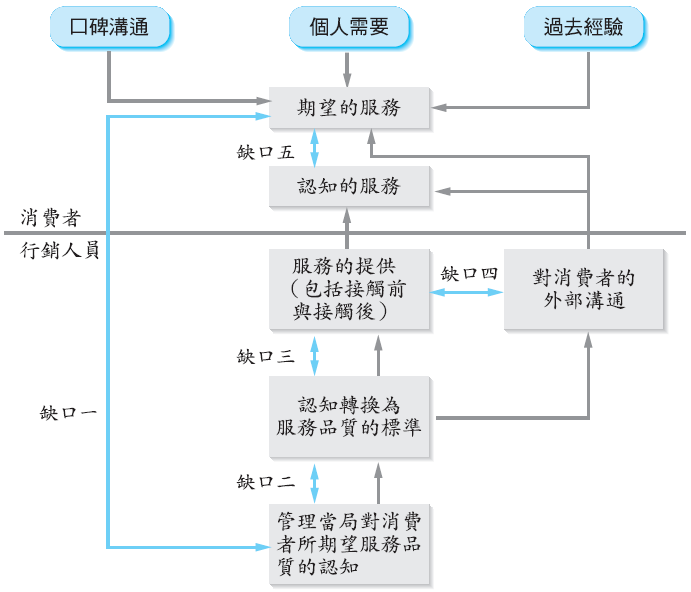 口碑溝通
個人需要
過去經驗
期望的服務
缺口五
認知的服務
消費者
行銷人員
服務的提供
（包括接觸前
與接觸後）
缺口四
對消費者的
外部溝通
缺口三
認知轉換為
服務品質的標準
缺口一
缺口二
管理當局對消費
者所期望服務品
質的認知